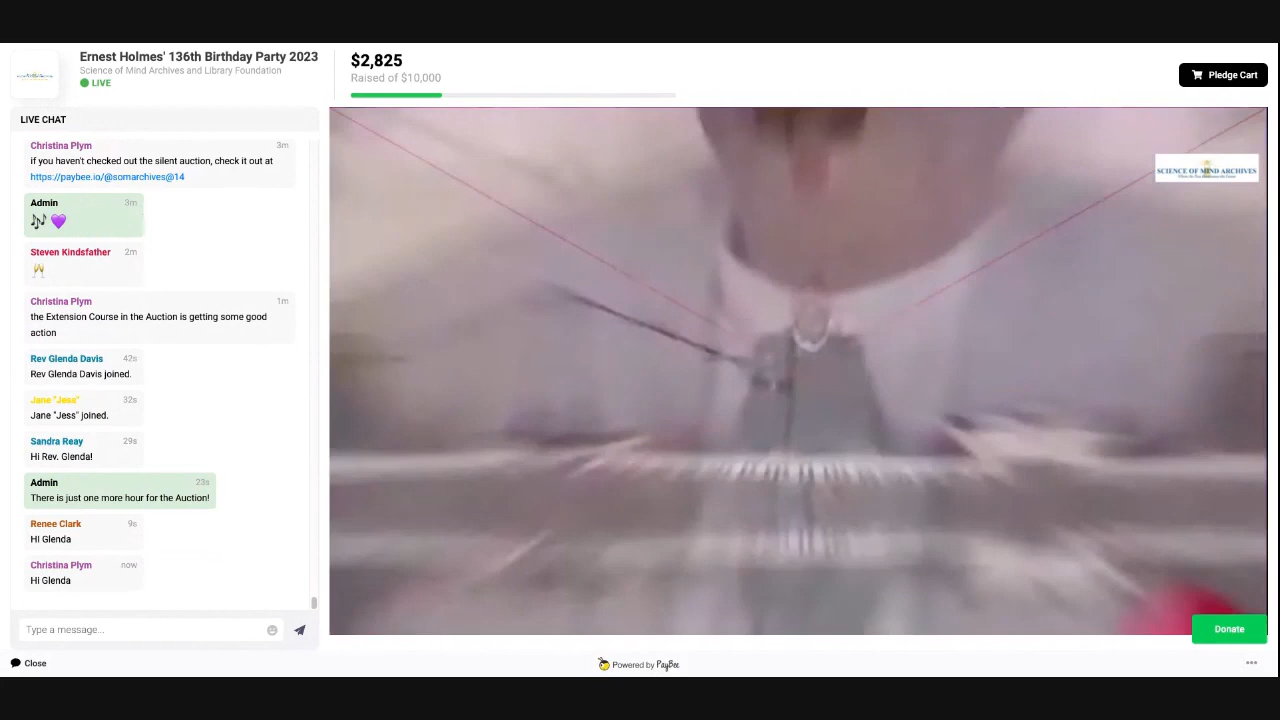 Ernest Holmes' 136th Birthday Party 2023
Science of Mind Archives and Library Foundation
LIVE
$2,825
Raised of $10,000
Pledge Cart
LIVE CHAT
Christina Plym 3m
if you haven't checked out the silent auction, check it out at
https://paybee.io/@somarchives@14
Admin 3m
🎶 💜
Steven Kindsfather 2m
🥂
Christina Plym 1m
the Extension Course in the Auction is getting some good
action
Rev Glenda Davis 42s
Rev Glenda Davis joined.
Jane "Jess" 32s
Jane "Jess" joined.
Sandra Reay 29s
Hi Rev. Glenda!
Admin 23s
There is just one more hour for the Auction!
Renee Clark 9s
HI Glenda
Christina Plym now
Hi Glenda
Type a message...
Close
SCIENCE OF MIND ARCHIVES
Donate
Powered by PayBee